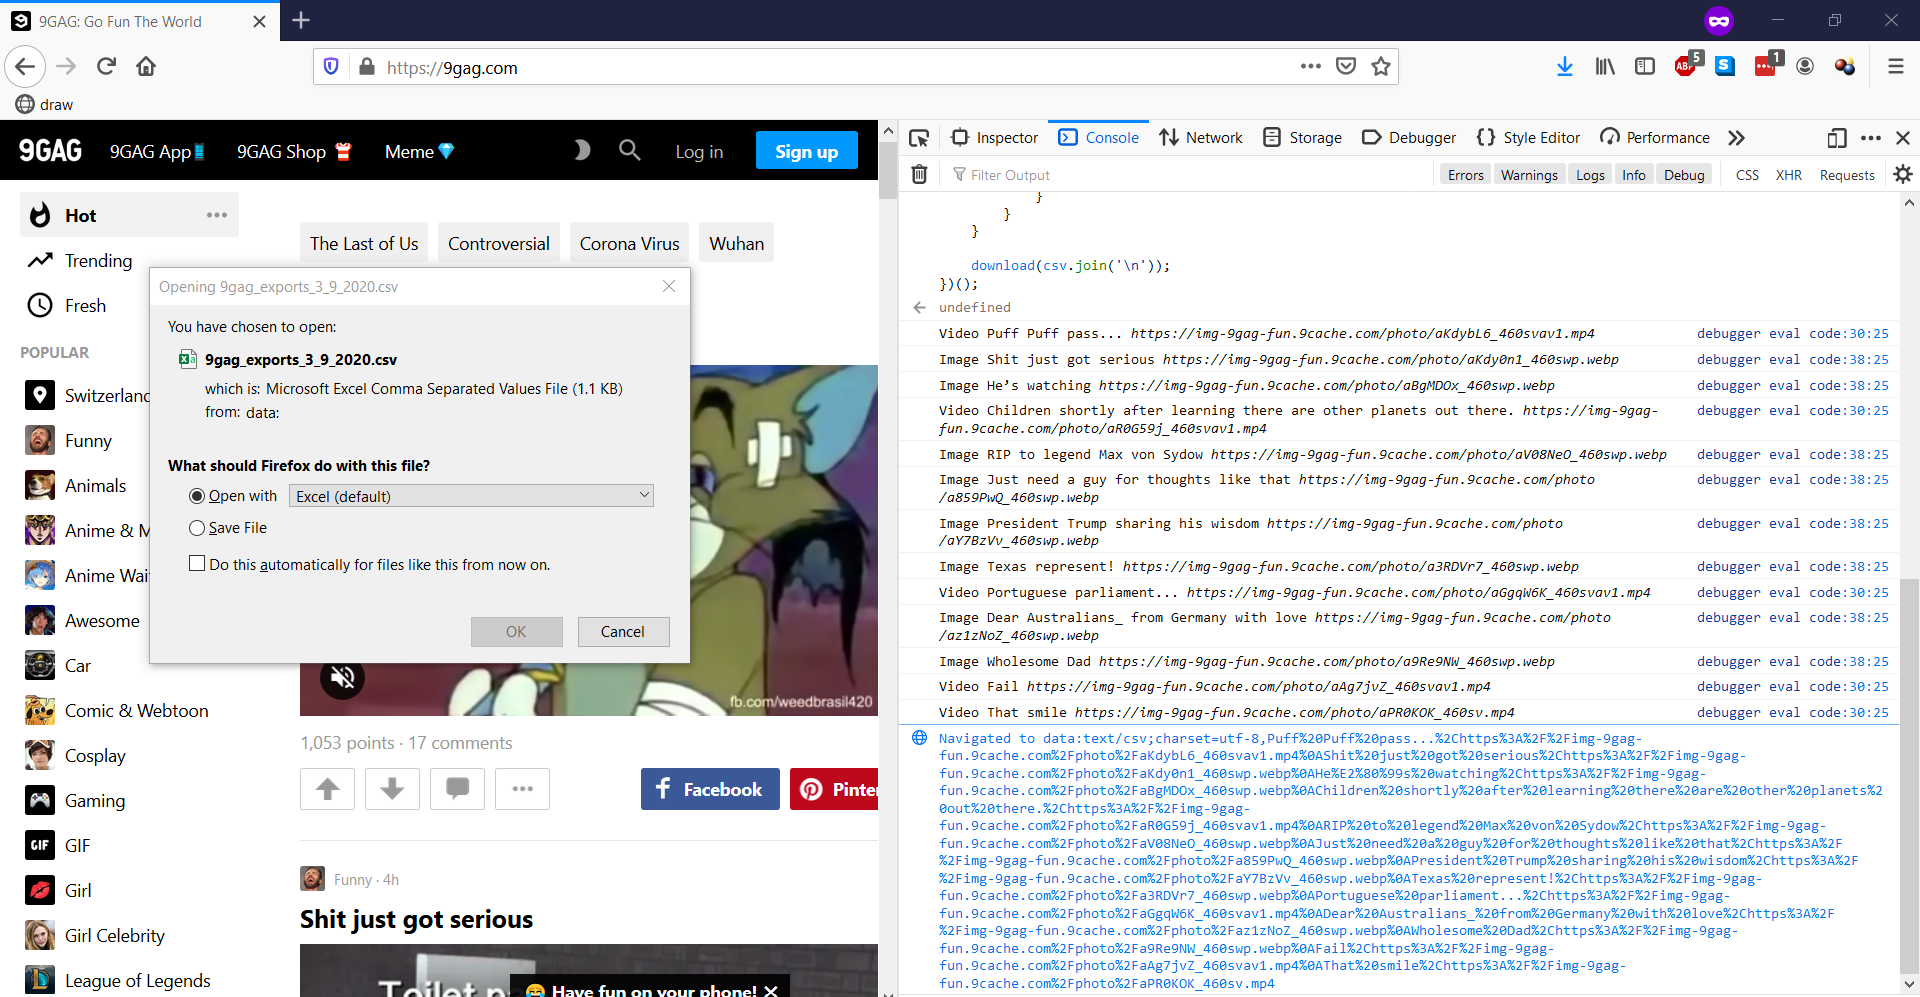 9GAG: Go Fun The World
https://9gag.com
5
S
1
draw
9GAG
9GAG App
9GAG Shop
Meme
Log in
Sign up
Hot
Trending
Fresh
POPULAR
Switzerland
Funny
Animals
Anime & M
Anime Wai
Awesome
Car
Comic & Webtoon
Cosplay
Gaming
GIF
GIF
Girl
Girl Celebrity
League of Legends
The Last of Us
Controversial
Corona Virus
Wuhan
Opening 9gag_exports_3_9_2020.csv
You have chosen to open:
9gag_exports_3_9_2020.csv
which is: Microsoft Excel Comma Separated Values File (1.1 KB)
from: data:
What should Firefox do with this file?
Open with
Excel (default)
Save File
Do this automatically for files like this from now on.
OK
Cancel
fb.com/weedbrasil420
1,053 points · 17 comments
Facebook
Pinter
Funny · 4h
Shit just got serious
Toilet pa
Have fun on your phone!
Inspector
Console
Network
Storage
Debugger
Style Editor
Performance
Filter Output
Errors
Warnings
Logs
Info
Debug
CSS
XHR
Requests
}
}
}
download(csv.join('\n'));
})();
undefined
Video Puff Puff pass... https://img-9gag-fun.9cache.com/photo/aKdybL6_460svav1.mp4 debugger eval code:30:25
Image Shit just got serious https://img-9gag-fun.9cache.com/photo/aKdy0n1_460swp.webp debugger eval code:38:25
Image He’s watching https://img-9gag-fun.9cache.com/photo/aBgMDOx_460swp.webp debugger eval code:38:25
Video Children shortly after learning there are other planets out there. https://img-9gag- debugger eval code:30:25
fun.9cache.com/photo/aR0G59j_460svav1.mp4
Image RIP to legend Max von Sydow https://img-9gag-fun.9cache.com/photo/aV08NeO_460swp.webp debugger eval code:38:25
Image Just need a guy for thoughts like that https://img-9gag-fun.9cache.com/photo debugger eval code:38:25
/a859PwQ_460swp.webp
Image President Trump sharing his wisdom https://img-9gag-fun.9cache.com/photo debugger eval code:38:25
/aY7BzVv_460swp.webp
Image Texas represent! https://img-9gag-fun.9cache.com/photo/a3RDVr7_460swp.webp debugger eval code:38:25
Video Portuguese parliament... https://img-9gag-fun.9cache.com/photo/aGgqW6K_460svav1.mp4 debugger eval code:30:25
Image Dear Australians_ from Germany with love https://img-9gag-fun.9cache.com/photo debugger eval code:38:25
/az1zNoZ_460swp.webp
Image Wholesome Dad https://img-9gag-fun.9cache.com/photo/a9Re9NW_460swp.webp debugger eval code:38:25
Video Fail https://img-9gag-fun.9cache.com/photo/aAg7jvZ_460svav1.mp4 debugger eval code:30:25
Video That smile https://img-9gag-fun.9cache.com/photo/aPR0KOK_460sv.mp4 debugger eval code:30:25
Navigated to data:text/csv;charset=utf-8,Puff%20Puff%20pass...%2Chttps%3A%2F%2Fimg-9gag-
fun.9cache.com%2Fphoto%2FaKdybL6_460svav1.mp4%0AShit%20just%20got%20serious%2Chttps%3A%2F%2Fimg-9gag-
fun.9cache.com%2Fphoto%2FaKdy0n1_460swp.webp%0AHe%E2%80%99s%20watching%2Chttps%3A%2F%2Fimg-9gag-
fun.9cache.com%2Fphoto%2FaBgMDOx_460swp.webp%0AChildren%20shortly%20after%20learning%20there%20are%20other%20planets%2
0out%20there.%2Chttps%3A%2F%2Fimg-9gag-
fun.9cache.com%2Fphoto%2FaR0G59j_460svav1.mp4%0ARIP%20to%20legend%20Max%20von%20Sydow%2Chttps%3A%2F%2Fimg-9gag-
fun.9cache.com%2Fphoto%2FaV08NeO_460swp.webp%0AJust%20need%20a%20guy%20for%20thoughts%20like%20that%2Chttps%3A%2F
%2Fimg-9gag-fun.9cache.com%2Fphoto%2Fa859PwQ_460swp.webp%0APresident%20Trump%20sharing%20his%20wisdom%2Chttps%3A%2F
%2Fimg-9gag-fun.9cache.com%2Fphoto%2FaY7BzVv_460swp.webp%0ATexas%20represent!%2Chttps%3A%2F%2Fimg-9gag-
fun.9cache.com%2Fphoto%2Fa3RDVr7_460swp.webp%0APortuguese%20parliament...%2Chttps%3A%2F%2Fimg-9gag-
fun.9cache.com%2Fphoto%2FaGgqW6K_460svav1.mp4%0ADear%20Australians_%20from%20Germany%20with%20love%2Chttps%3A%2F
%2Fimg-9gag-fun.9cache.com%2Fphoto%2Faz1zNoZ_460swp.webp%0AWholesome%20Dad%2Chttps%3A%2F%2Fimg-9gag-
fun.9cache.com%2Fphoto%2Fa9Re9NW_460swp.webp%0AFail%2Chttps%3A%2F%2Fimg-9gag-
fun.9cache.com%2Fphoto%2FaAg7jvZ_460svav1.mp4%0AThat%20smile%2Chttps%3A%2F%2Fimg-9gag-
fun.9cache.com%2Fphoto%2FaPR0KOK_460sv.mp4